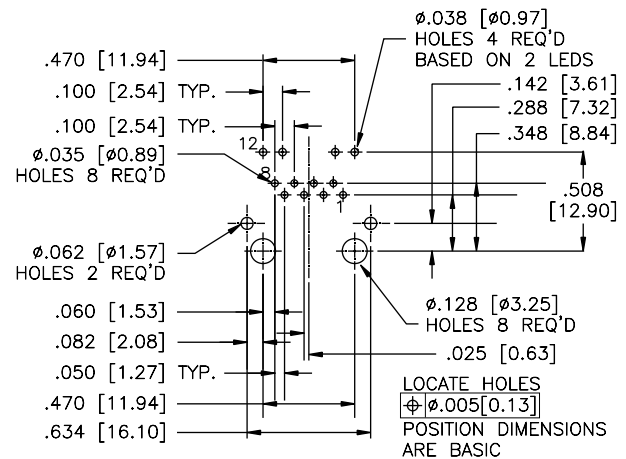 ø.038 [ø0.97]
HOLES 4 REQ'D
BASED ON 2 LEDS
.470 [11.94]
.142 [3.61]
.100 [2.54] TYP.
.288 [7.32]
.100 [2.54] TYP.
.348 [8.84]
12
ø.035 [ø0.89]
HOLES 8 REQ'D
8
1
.508
[12.90]
ø.062 [ø1.57]
HOLES 2 REQ'D
ø.128 [ø3.25]
HOLES 8 REQ'D
.060 [1.53]
.082 [2.08]
.025 [0.63]
.050 [1.27] TYP.
.470 [11.94]
.634 [16.10]
LOCATE HOLES
⌖ ø.005[0.13]
POSITION DIMENSIONS
ARE BASIC